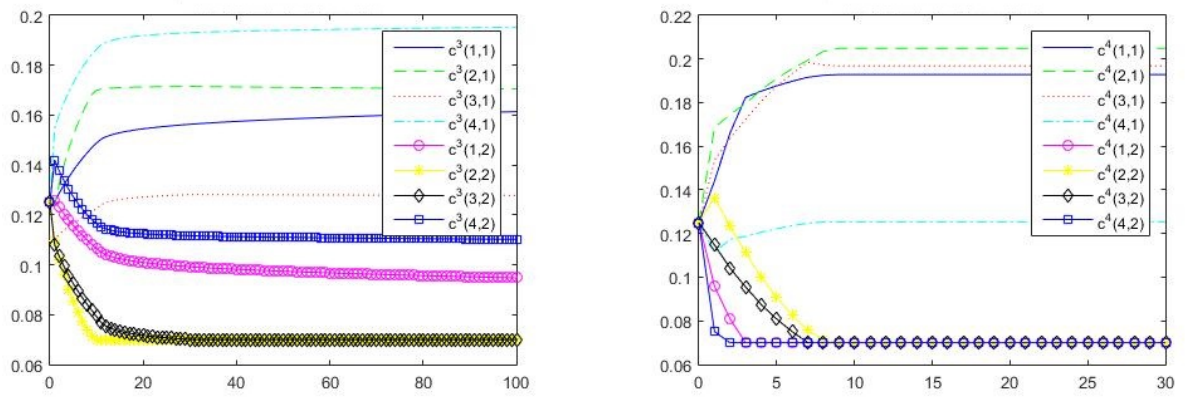 0.2
0.18
0.16
0.14
0.12
0.1
0.08
0.06
0 20 40 60 80 100
c³(1,1)
c³(2,1)
c³(3,1)
c³(4,1)
c³(1,2)
c³(2,2)
c³(3,2)
c³(4,2)
0.22
0.2
0.18
0.16
0.14
0.12
0.1
0.08
0.06
0 5 10 15 20 25 30
c⁴(1,1)
c⁴(2,1)
c⁴(3,1)
c⁴(4,1)
c⁴(1,2)
c⁴(2,2)
c⁴(3,2)
c⁴(4,2)